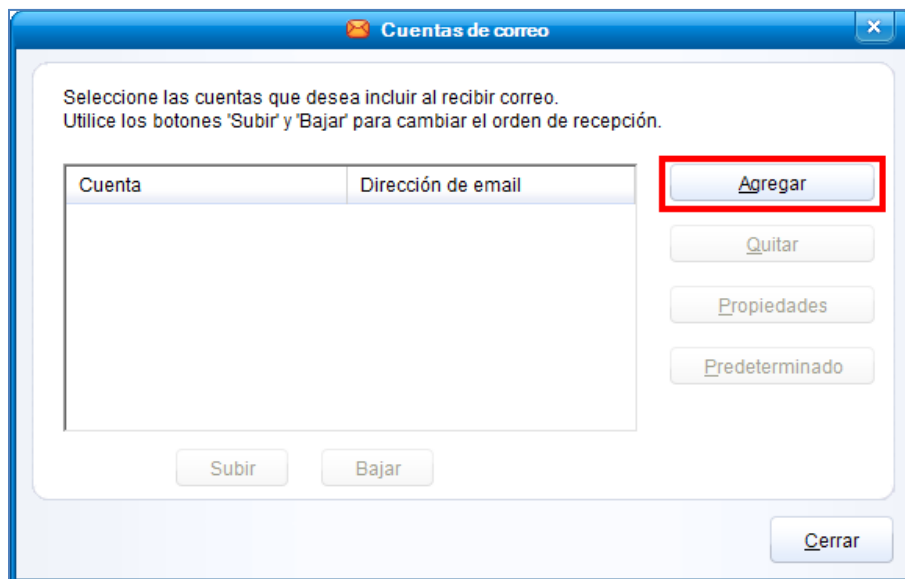 Cuentas de correo
Seleccione las cuentas que desea incluir al recibir correo.
Utilice los botones 'Subir' y 'Bajar' para cambiar el orden de recepción.
Cuenta Dirección de email
Agregar
Quitar
Propiedades
Predeterminado
Subir Bajar
Cerrar